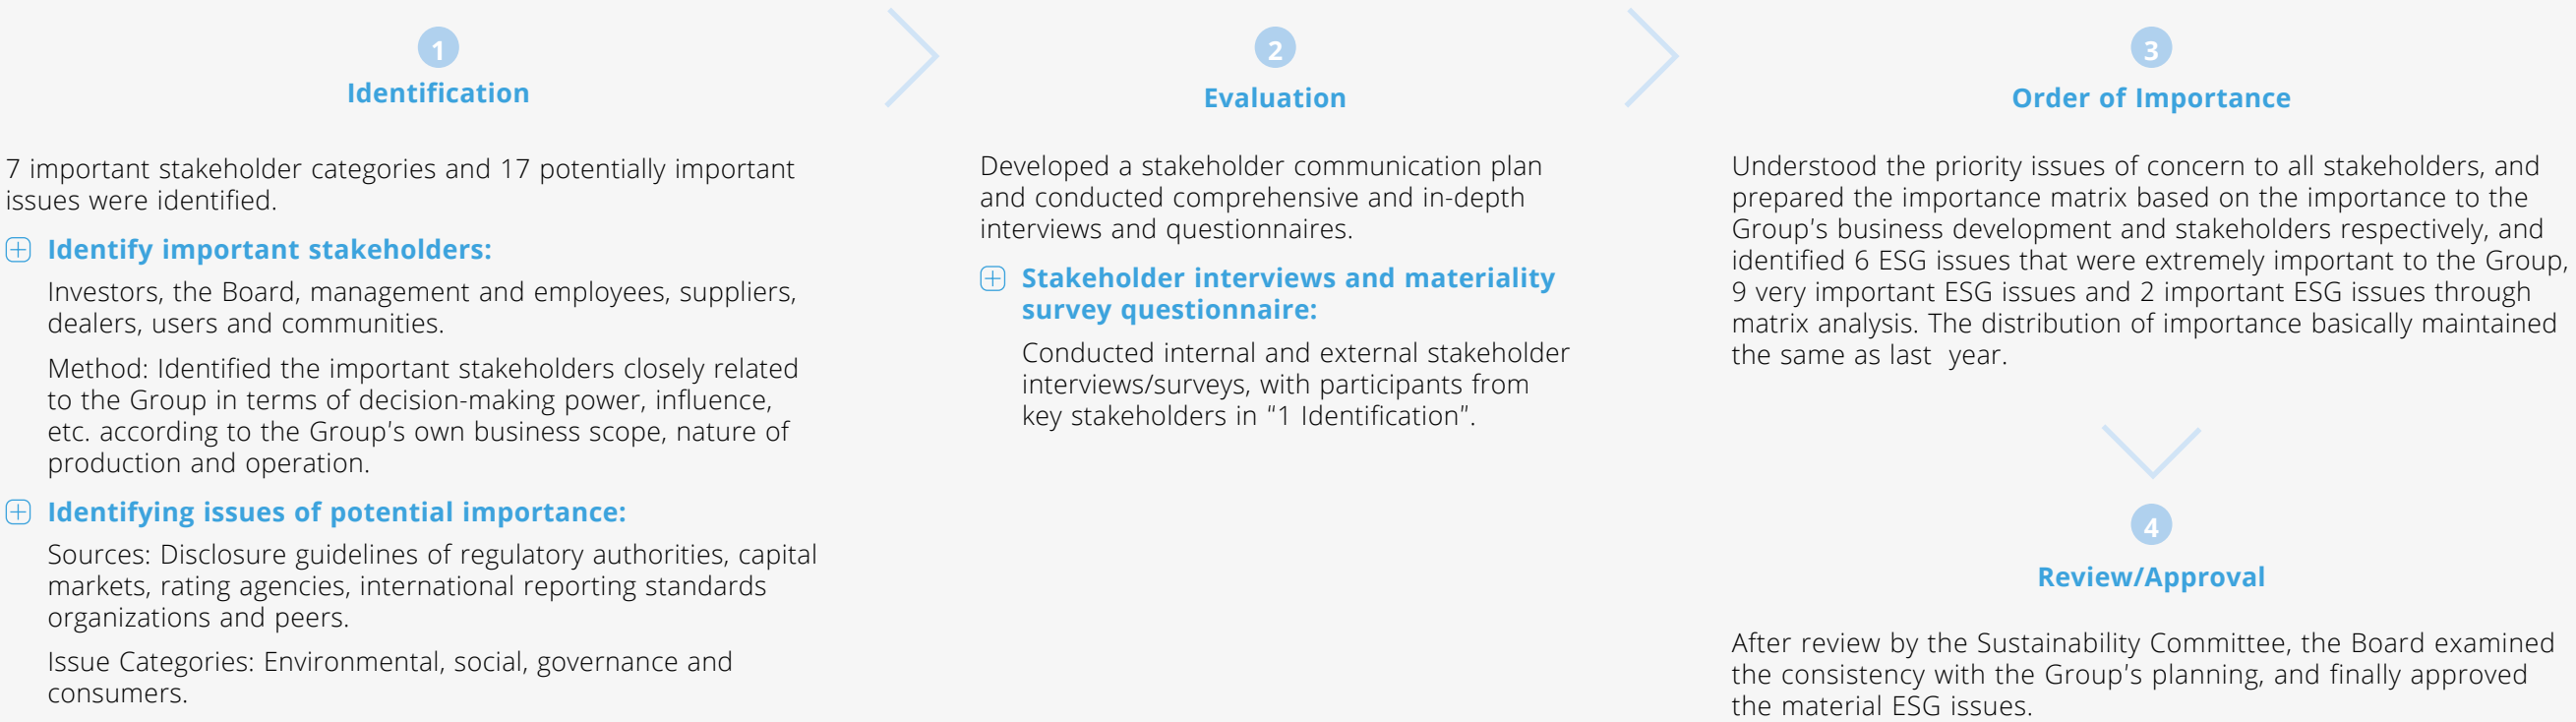 1
Identification
7 important stakeholder categories and 17 potentially important
issues were identified.
Identify important stakeholders:
Investors, the Board, management and employees, suppliers,
dealers, users and communities.
Method: Identified the important stakeholders closely related
to the Group in terms of decision-making power, influence,
etc. according to the Group's own business scope, nature of
production and operation.
Identifying issues of potential importance:
Sources: Disclosure guidelines of regulatory authorities, capital
markets, rating agencies, international reporting standards
organizations and peers.
Issue Categories: Environmental, social, governance and
consumers.
2
Evaluation
Developed a stakeholder communication plan
and conducted comprehensive and in-depth
interviews and questionnaires.
Stakeholder interviews and materiality
survey questionnaire:
Conducted internal and external stakeholder
interviews/surveys, with participants from
key stakeholders in "1 Identification".
3
Order of Importance
Understood the priority issues of concern to all stakeholders, and
prepared the importance matrix based on the importance to the
Group's business development and stakeholders respectively, and
identified 6 ESG issues that were extremely important to the Group,
9 very important ESG issues and 2 important ESG issues through
matrix analysis. The distribution of importance basically maintained
the same as last  year.
4
Review/Approval
After review by the Sustainability Committee, the Board examined
the consistency with the Group's planning, and finally approved
the material ESG issues.